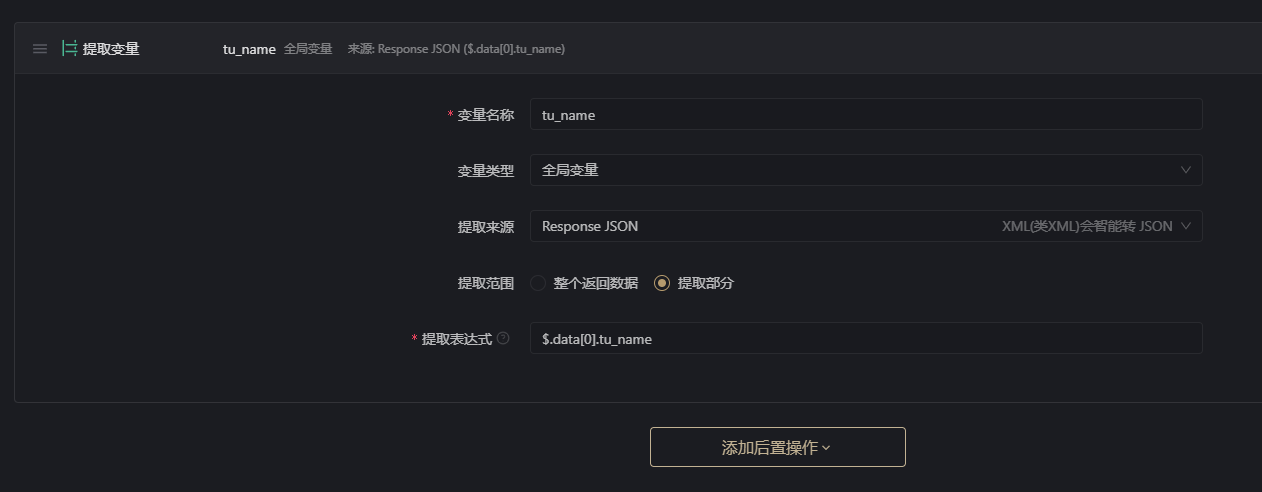 提取变量 tu_name 全局变量 来源: Response JSON ($.data[0].tu_name)
* 变量名称 tu_name
变量类型 全局变量
提取来源 Response JSON XML(类XML)会智能转 JSON
提取范围 整个返回数据 提取部分
* 提取表达式 ? $.data[0].tu_name
添加后置操作